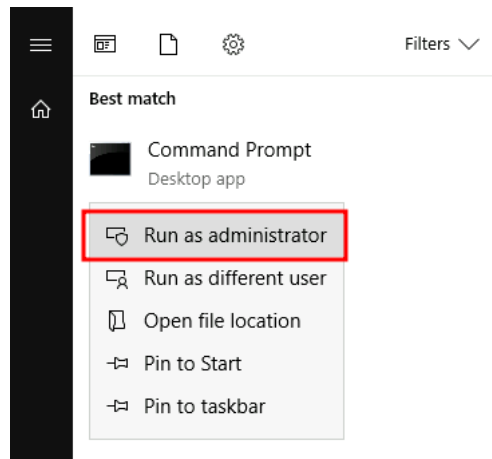 Filters
Best match
Command Prompt
Desktop app
Run as administrator
Run as different user
Open file location
Pin to Start
Pin to taskbar